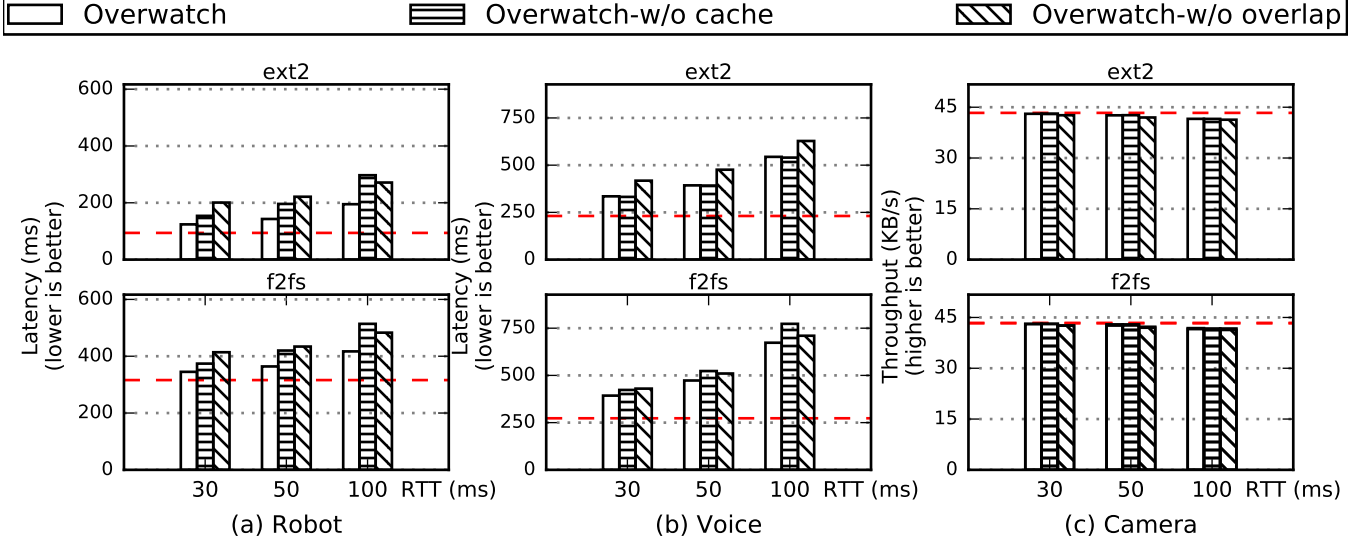 Overwatch Overwatch-w/o cache Overwatch-w/o overlap
ext2
600
400
200
0
Latency (ms)
(lower is better)
f2fs
600
400
200
0
30 50 100 RTT (ms)
(a) Robot
ext2
750
500
250
0
Latency (ms)
(lower is better)
f2fs
750
500
250
0
30 50 100 RTT (ms)
(b) Voice
ext2
45
30
15
0
Throughput (KB/s)
(higher is better)
f2fs
45
30
15
0
30 50 100 RTT (ms)
(c) Camera